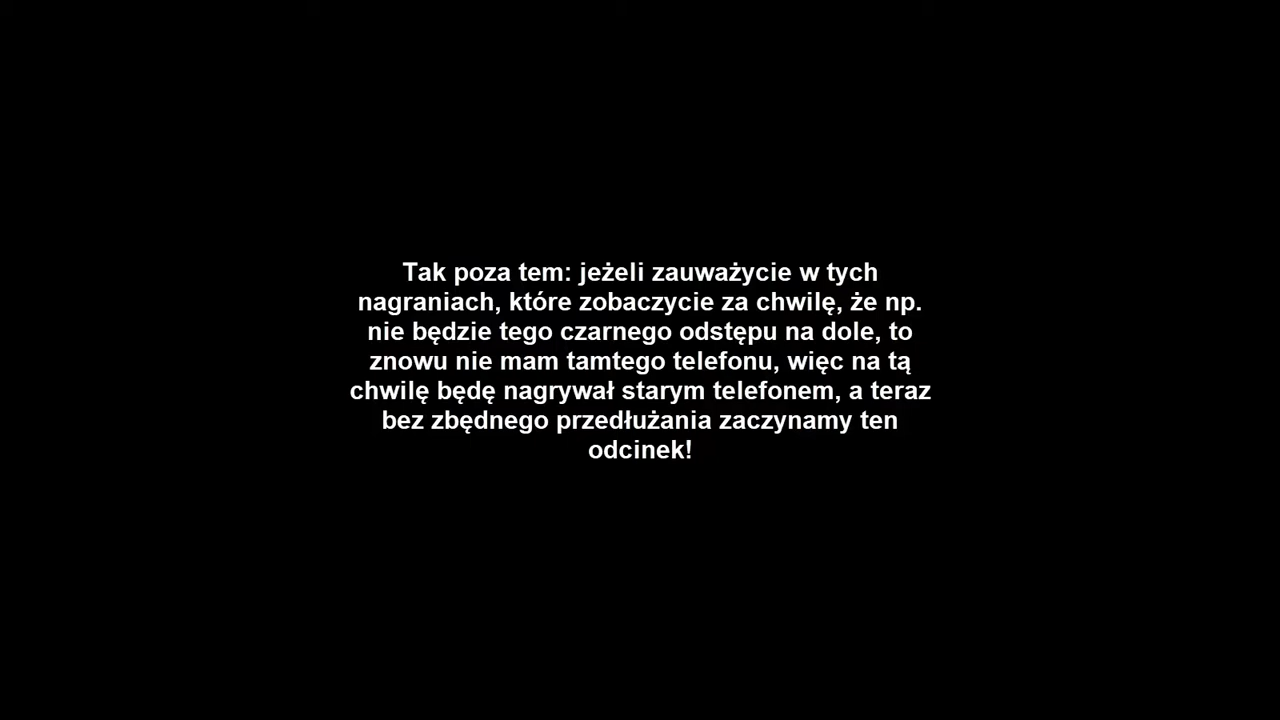 Tak poza tem: jeżeli zauważycie w tych
nagraniach, które zobaczycie za chwilę, że np.
nie będzie tego czarnego odstępu na dole, to
znowu nie mam tamtego telefonu, więc na tą
chwilę będę nagrywał starym telefonem, a teraz
bez zbędnego przedłużania zaczynamy ten
odcinek!